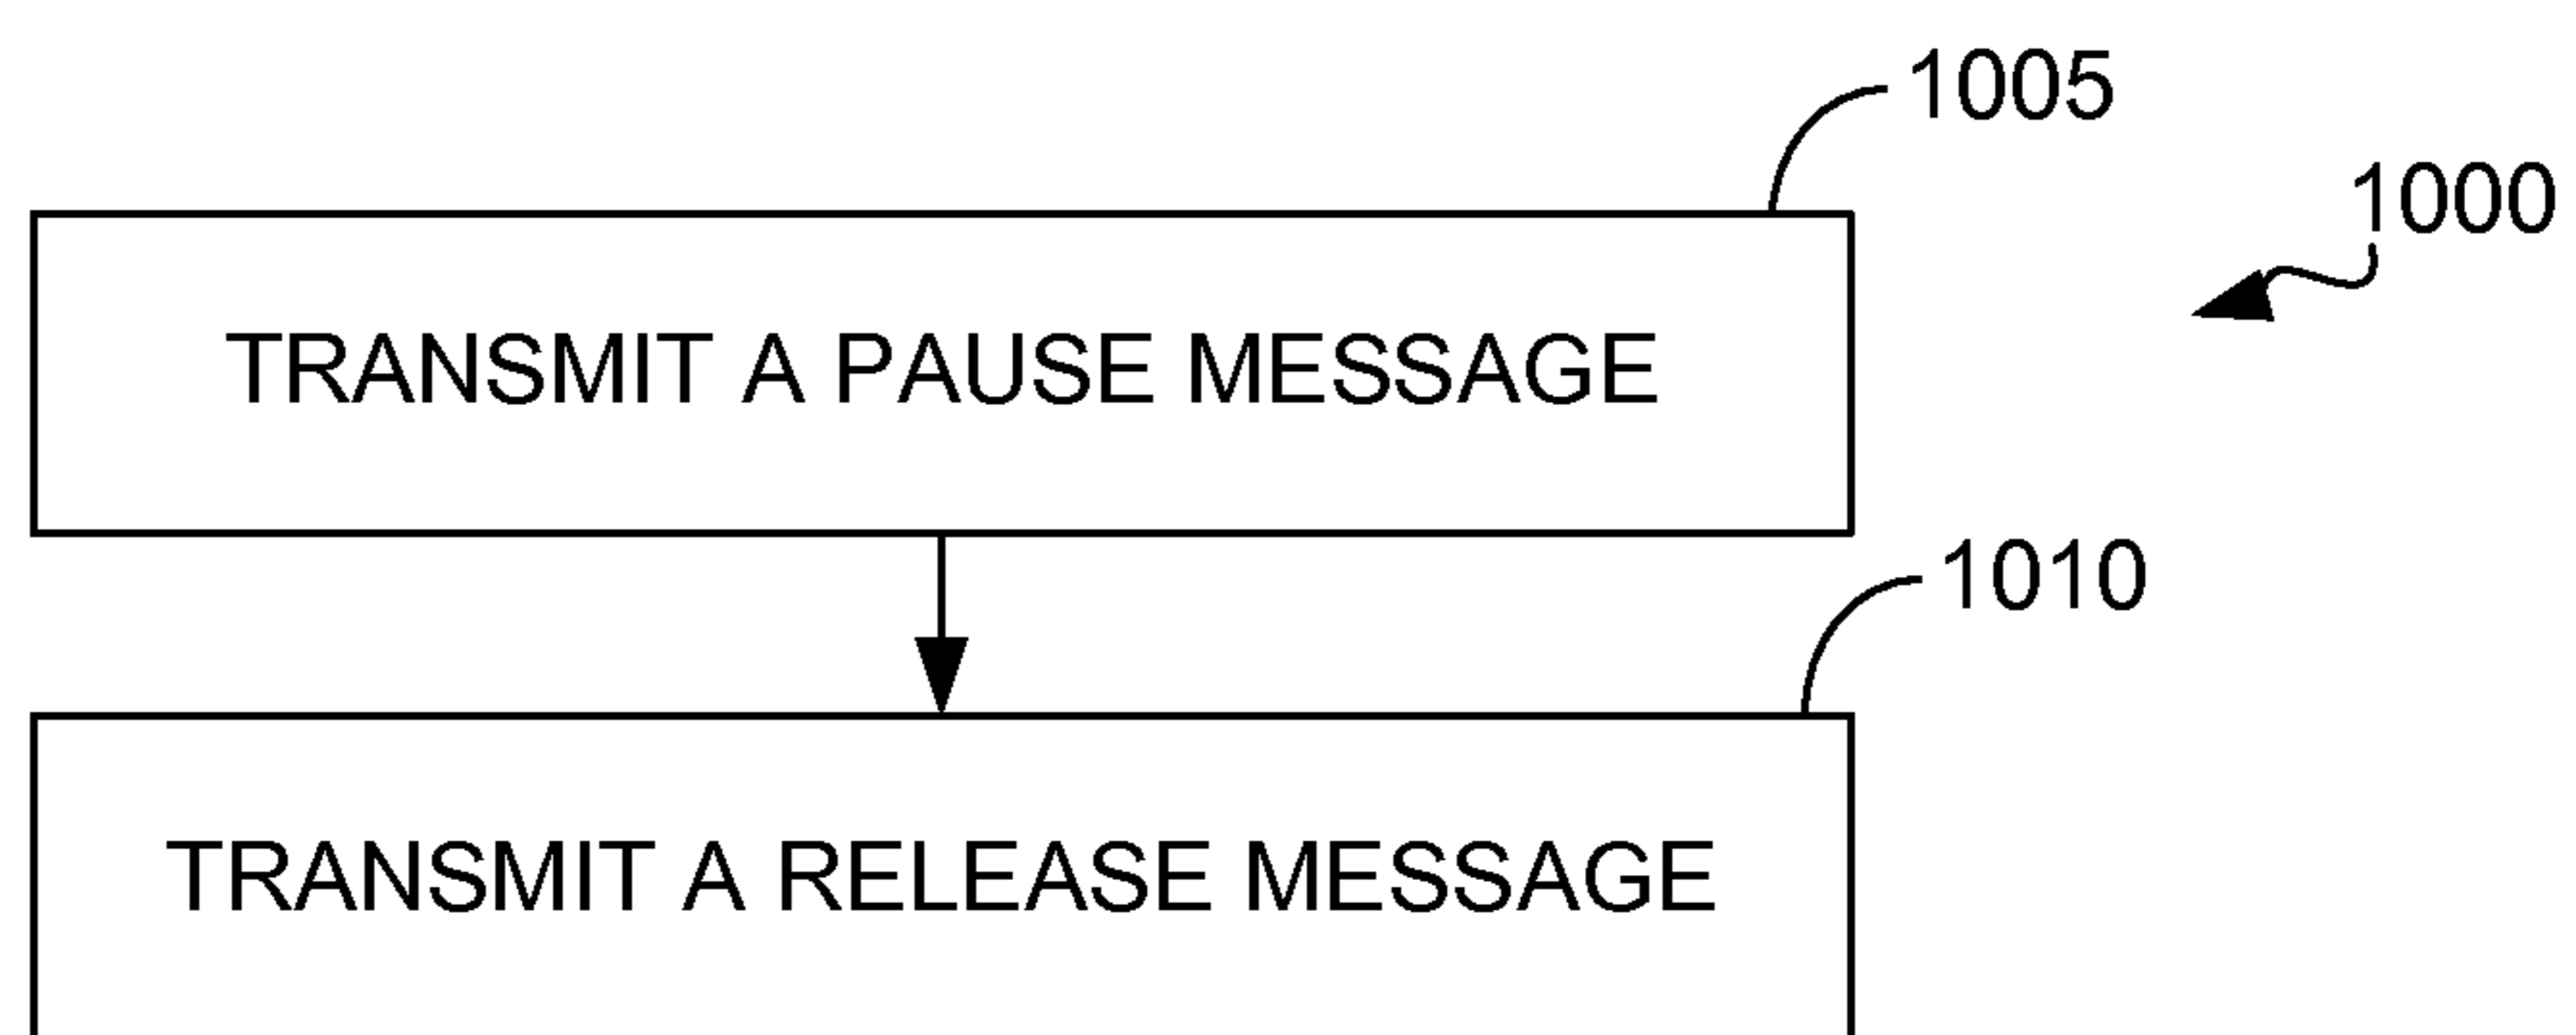 1005
1000
TRANSMIT A PAUSE MESSAGE
1010
TRANSMIT A RELEASE MESSAGE